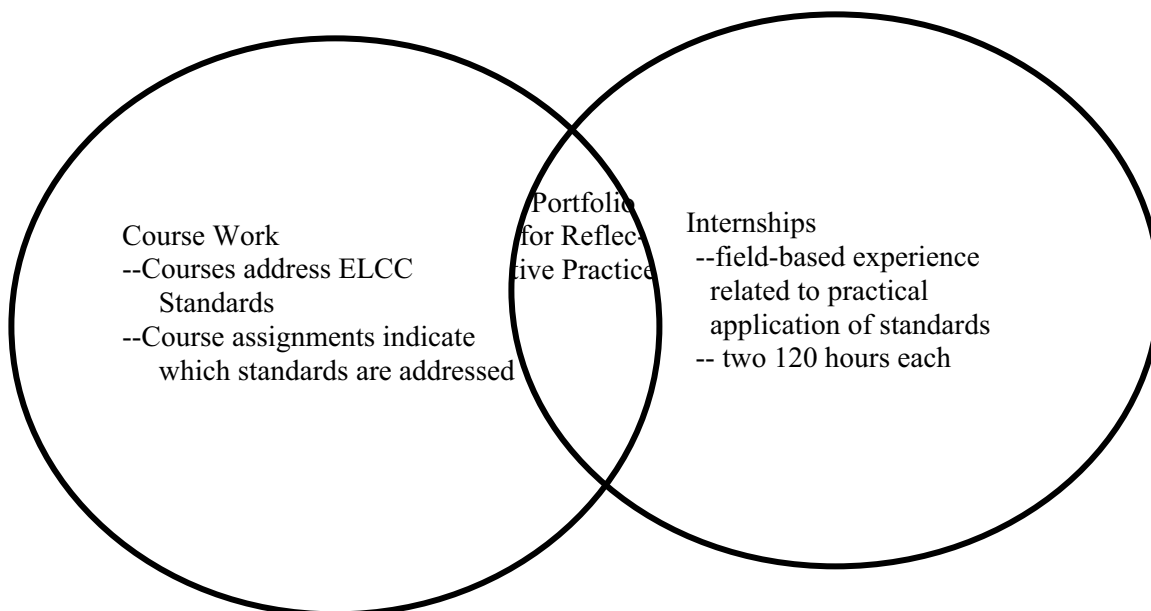 Course Work
--Courses address ELCC
Standards
--Course assignments indicate
which standards are addressed
Portfolio
for Reflec-
tive Practice
Internships
--field-based experience
related to practical
application of standards
-- two 120 hours each